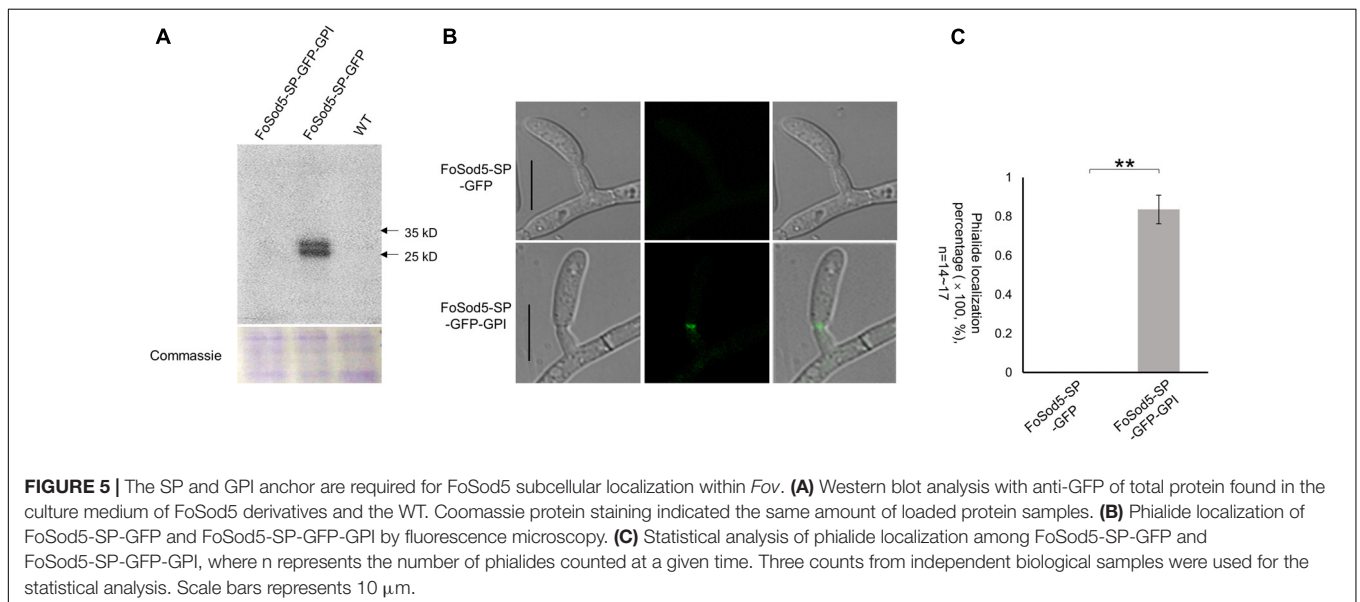 A
B
C
FoSod5-SP-GFP-GPI
FoSod5-SP-GFP
WT
35 kD
25 kD
Commassie
FoSod5-SP
-GFP
FoSod5-SP
-GFP-GPI
Phialide localization
percentage ( × 100, %),
n=14~17
**
1
0.8
0.6
0.4
0.2
0
FoSod5-SP
-GFP
FoSod5-SP
-GFP-GPI
FIGURE 5 | The SP and GPI anchor are required for FoSod5 subcellular localization within Fov. (A) Western blot analysis with anti-GFP of total protein found in the
culture medium of FoSod5 derivatives and the WT. Coomassie protein staining indicated the same amount of loaded protein samples. (B) Phialide localization of
FoSod5-SP-GFP and FoSod5-SP-GFP-GPI by fluorescence microscopy. (C) Statistical analysis of phialide localization among FoSod5-SP-GFP and
FoSod5-SP-GFP-GPI, where n represents the number of phialides counted at a given time. Three counts from independent biological samples were used for the
statistical analysis. Scale bars represents 10 μm.